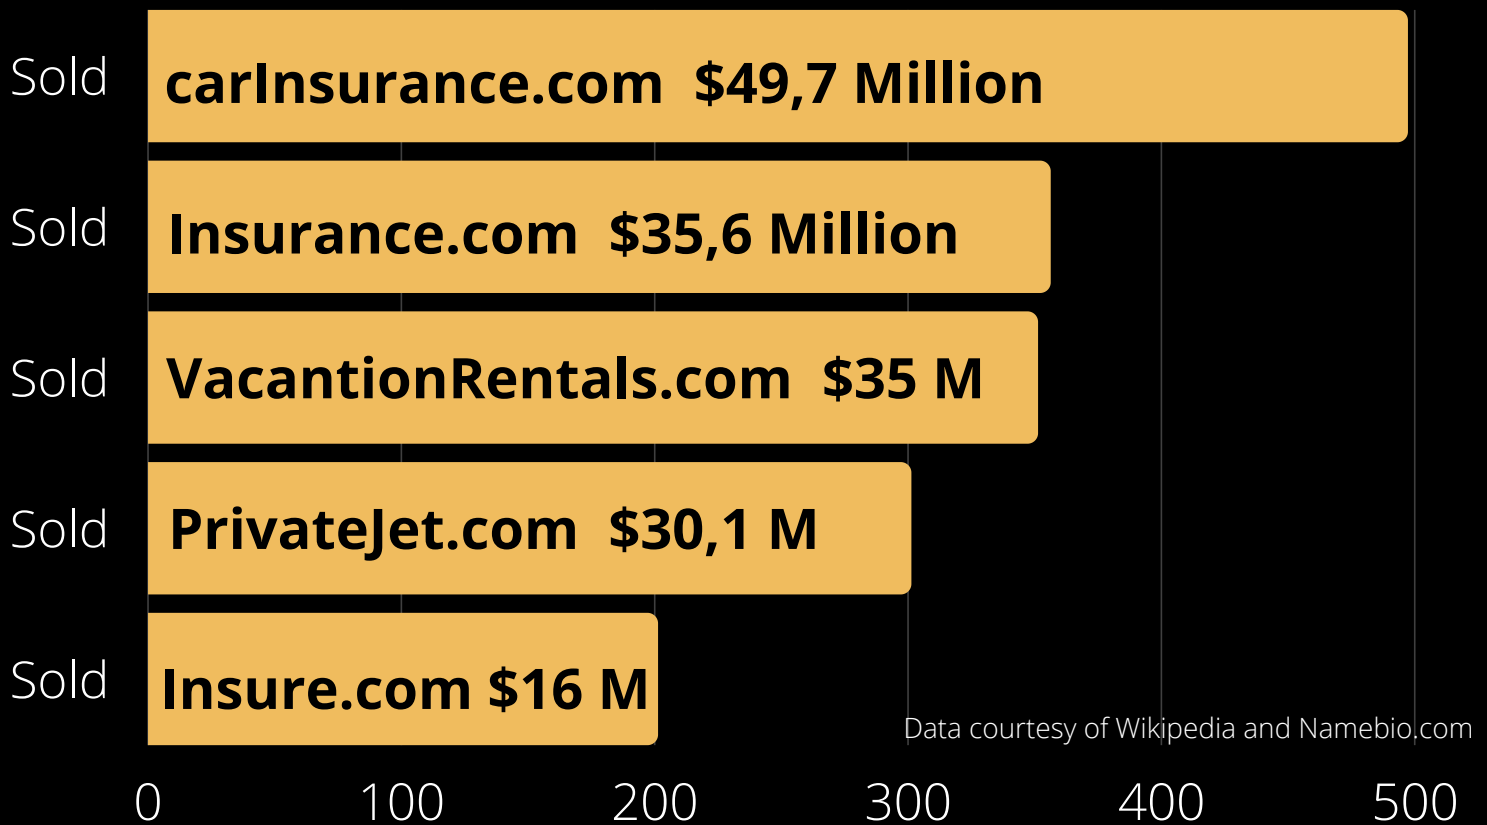 Sold carInsurance.com $49,7 Million
Sold Insurance.com $35,6 Million
Sold VacantionRentals.com $35 M
Sold PrivateJet.com $30,1 M
Sold Insure.com $16 M
Data courtesy of Wikipedia and Namebio.com
0 100 200 300 400 500